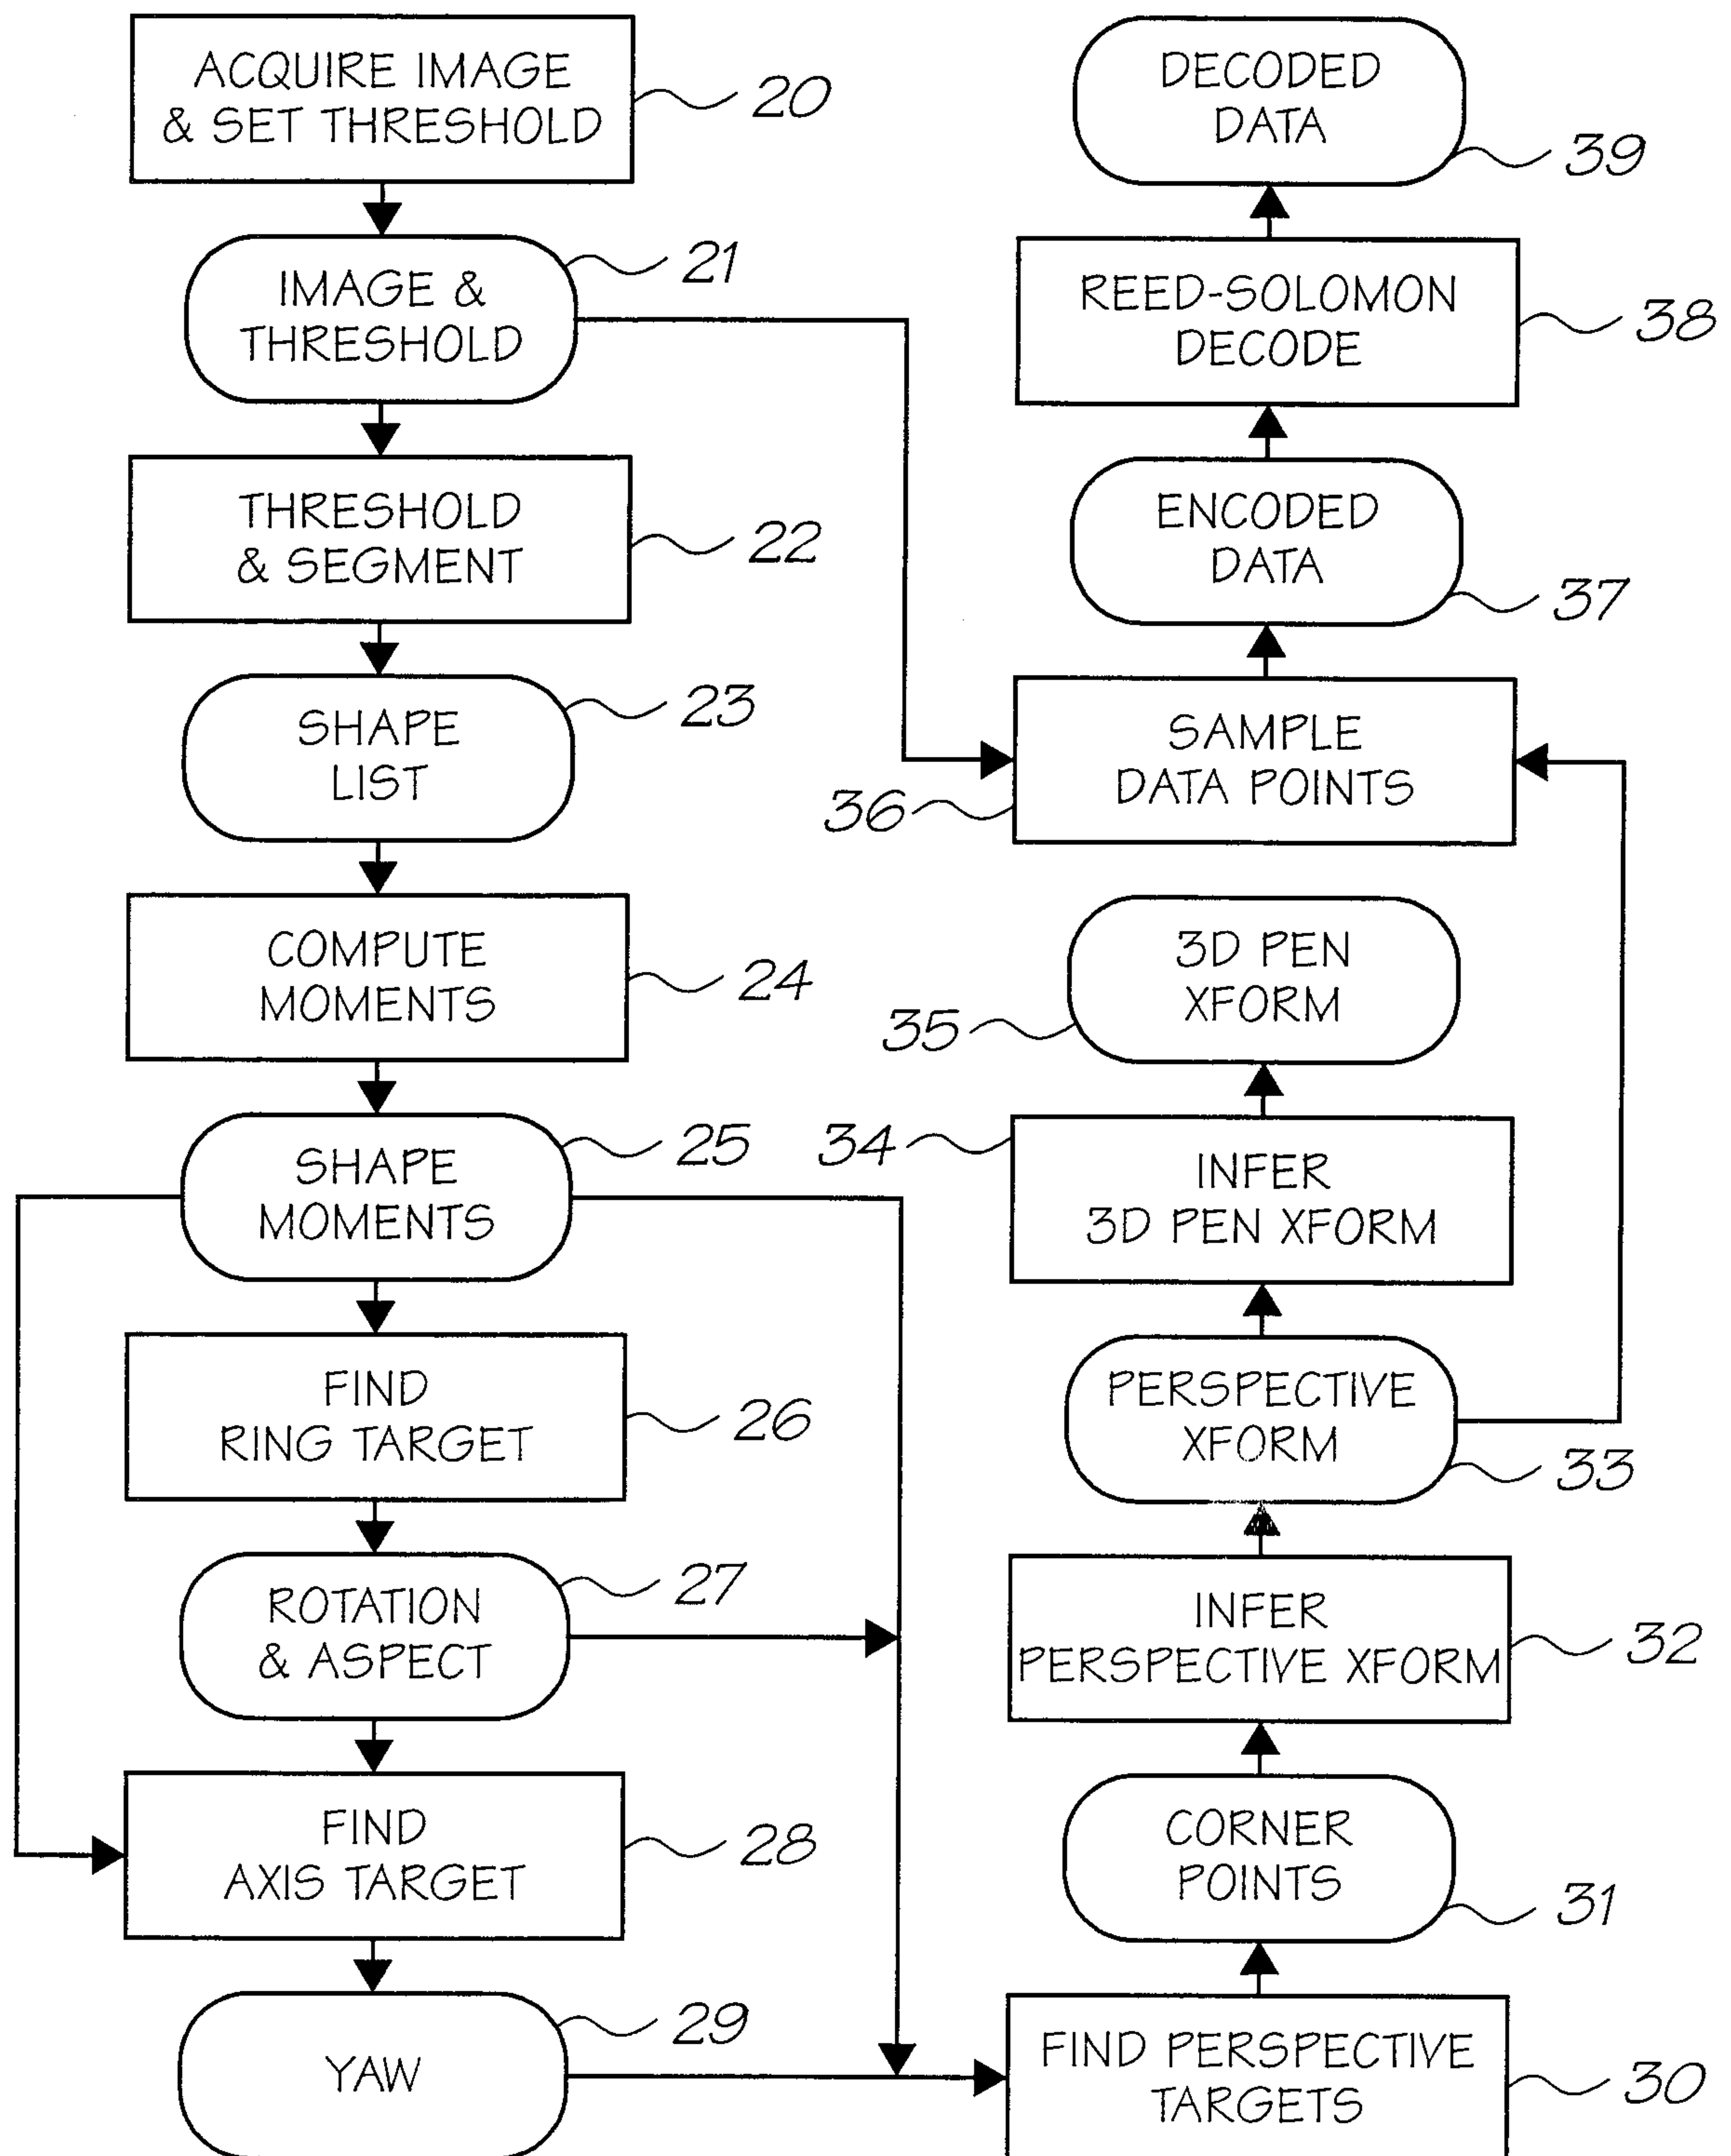 ACQUIRE IMAGE
& SET THRESHOLD
20
IMAGE &
THRESHOLD
21
THRESHOLD
& SEGMENT
22
SHAPE
LIST
23
COMPUTE
MOMENTS
24
SHAPE
MOMENTS
25
FIND
RING TARGET
26
ROTATION
& ASPECT
27
FIND
AXIS TARGET
28
YAW
29
DECODED
DATA
39
REED-SOLOMON
DECODE
38
ENCODED
DATA
37
SAMPLE
DATA POINTS
36
3D PEN
XFORM
35
INFER
3D PEN XFORM
34
PERSPECTIVE
XFORM
33
INFER
PERSPECTIVE XFORM
32
CORNER
POINTS
31
FIND PERSPECTIVE
TARGETS
30